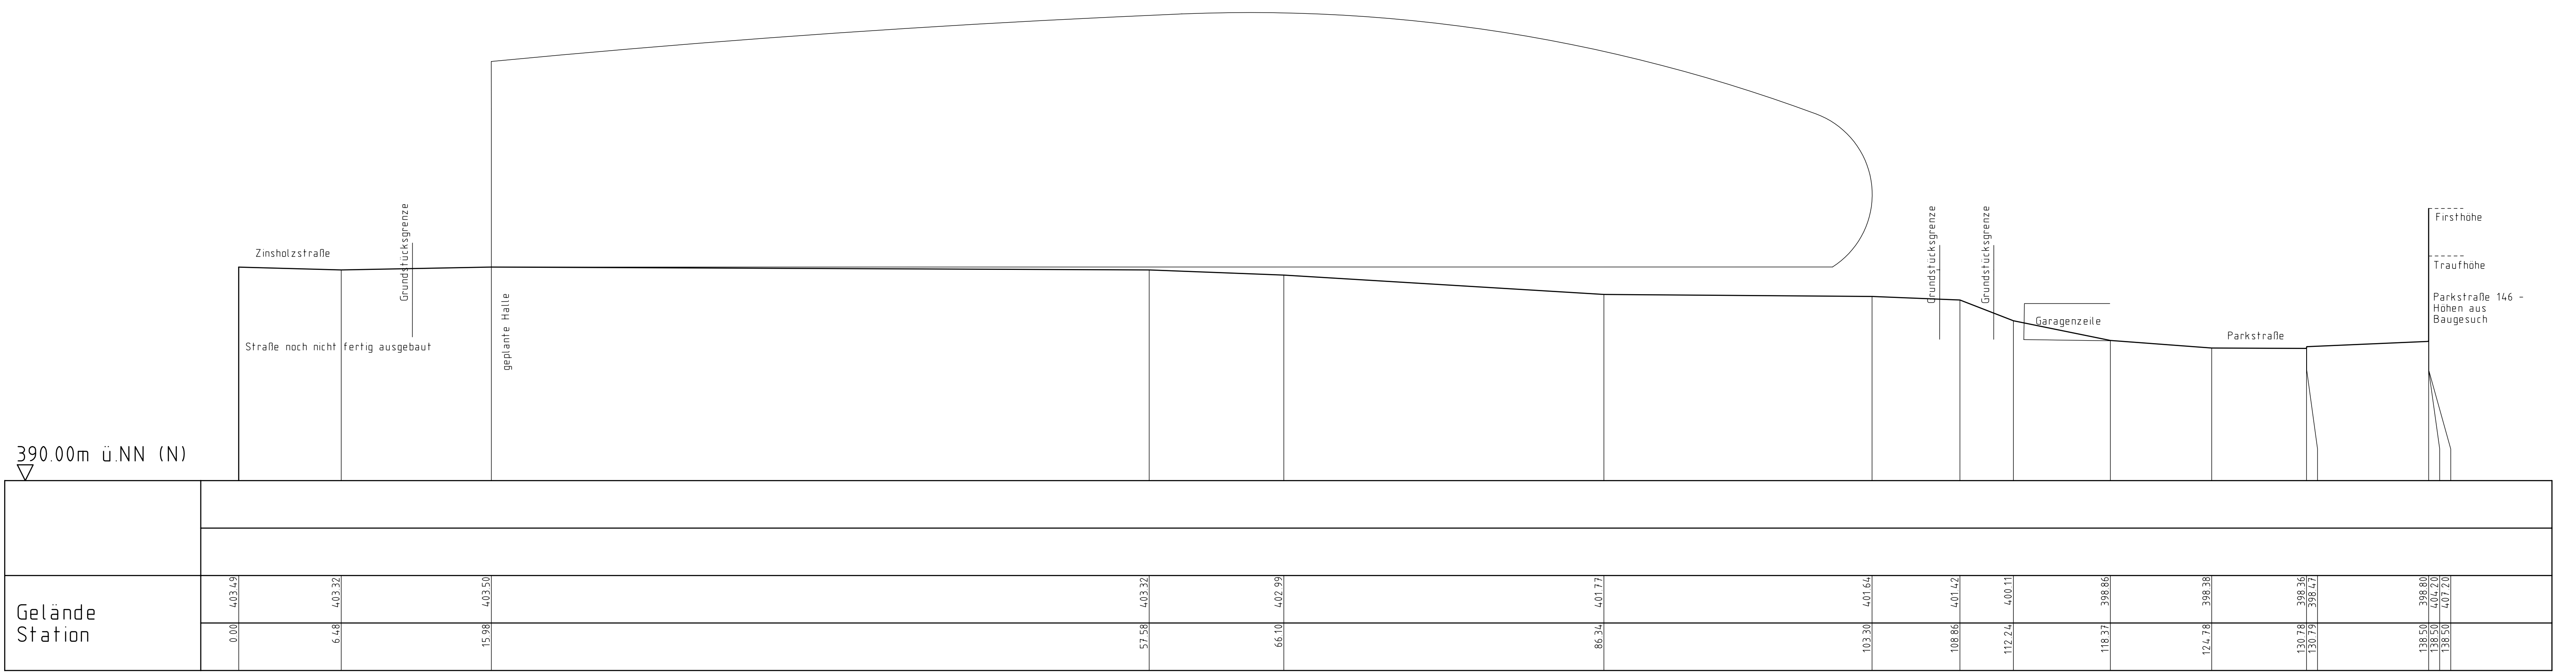 Grundstücksgrenze
Grundstücksgrenze
Grundstücksgrenze
Firsthöhe
Zinsholzstraße
Traufhöhe
geplante Halle
Parkstraße 146 -
Höhen aus
Baugesuch
Garagenzeile
Parkstraße
Straße noch nicht fertig ausgebaut
390.00m ü.NN (N)
Gelände
403.49
403.32
403.50
403.32
402.99
401.77
401.64
401.42
400.11
398.86
398.38
398.36
398.47
398.80
404.20
407.20
Station
0.00
6.48
15.98
57.58
66.10
86.34
103.30
108.86
112.24
118.37
124.78
130.78
130.79
138.50
138.50
138.50